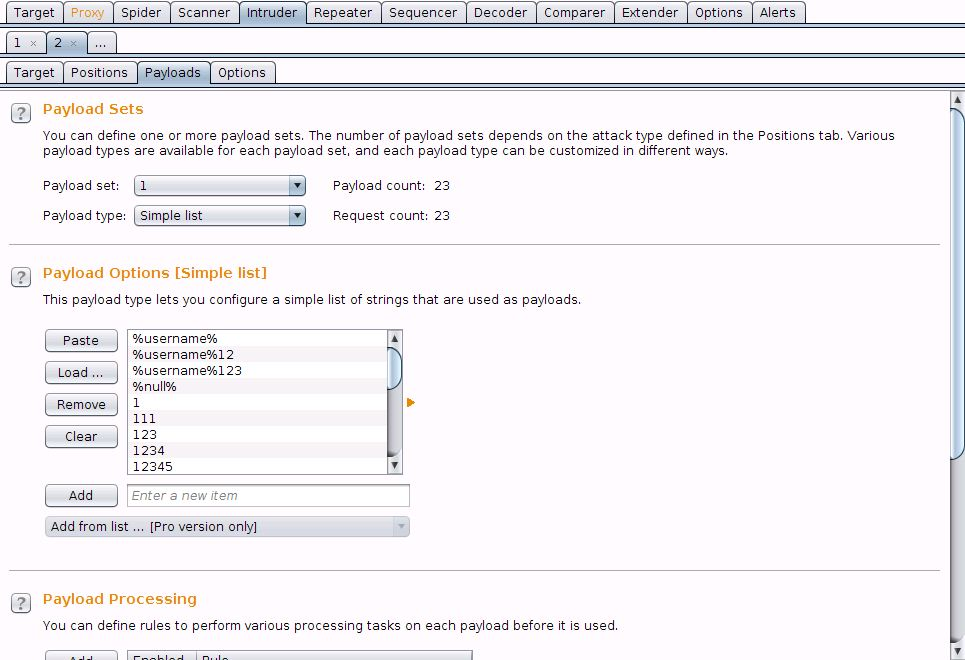 Target Proxy Spider Scanner Intruder Repeater Sequencer Decoder Comparer Extender Options Alerts
1 × 2 × ...
Target Positions Payloads Options
? Payload Sets
You can define one or more payload sets. The number of payload sets depends on the attack type defined in the Positions tab. Various
payload types are available for each payload set, and each payload type can be customized in different ways.
Payload set: 1 Payload count: 23
Payload type: Simple list Request count: 23
? Payload Options [Simple list]
This payload type lets you configure a simple list of strings that are used as payloads.
Paste
Load ...
Remove
Clear
%username%
%username%12
%username%123
%null%
1
111
123
1234
12345
Add Enter a new item
Add from list ... [Pro version only]
? Payload Processing
You can define rules to perform various processing tasks on each payload before it is used.
Add Enabled Rule